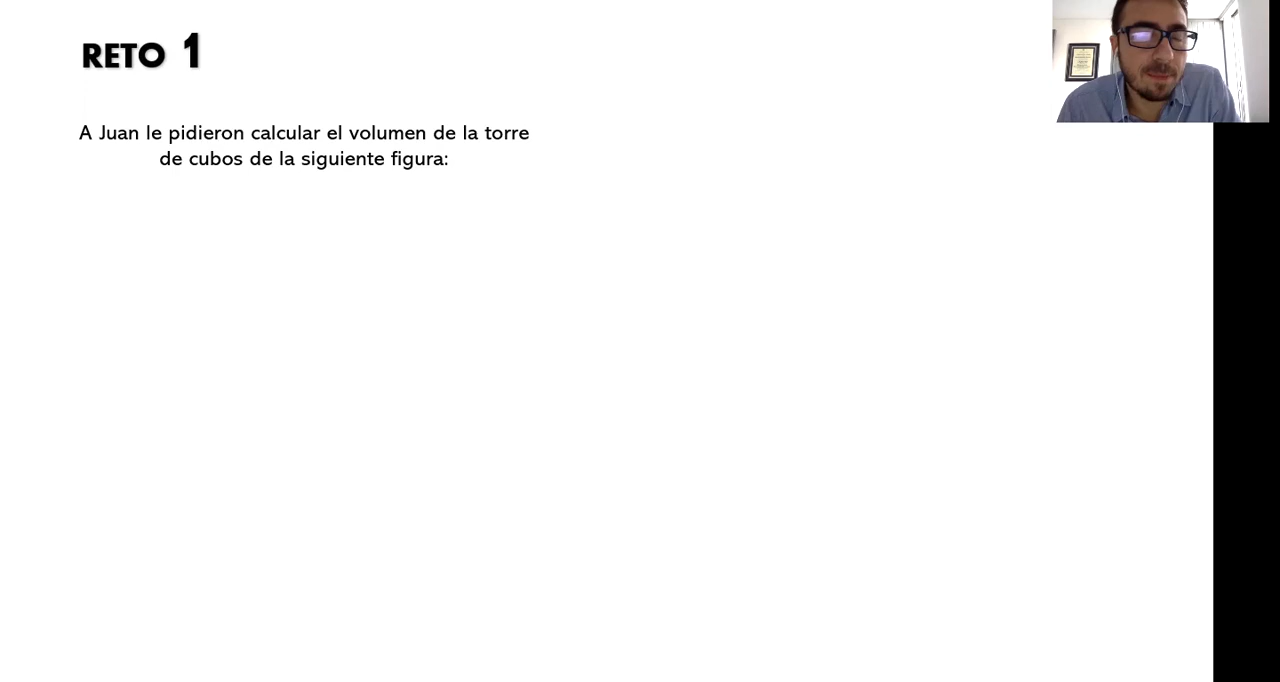 RETO 1
A Juan le pidieron calcular el volumen de la torre
de cubos de la siguiente figura: